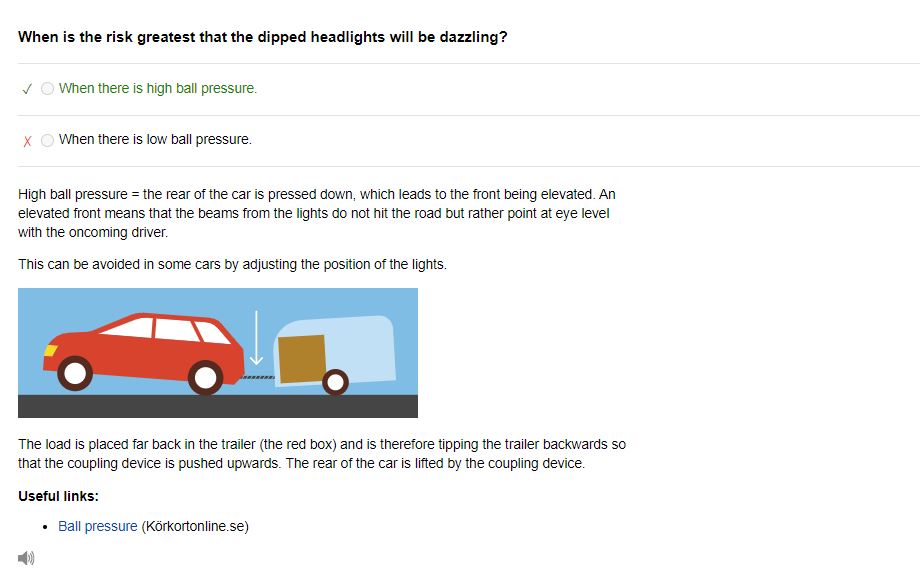 When is the risk greatest that the dipped headlights will be dazzling?
When there is high ball pressure.
When there is low ball pressure.
High ball pressure = the rear of the car is pressed down, which leads to the front being elevated. An
elevated front means that the beams from the lights do not hit the road but rather point at eye level
with the oncoming driver.
This can be avoided in some cars by adjusting the position of the lights.
The load is placed far back in the trailer (the red box) and is therefore tipping the trailer backwards so
that the coupling device is pushed upwards. The rear of the car is lifted by the coupling device.
Useful links:
• Ball pressure (Körkortonline.se)